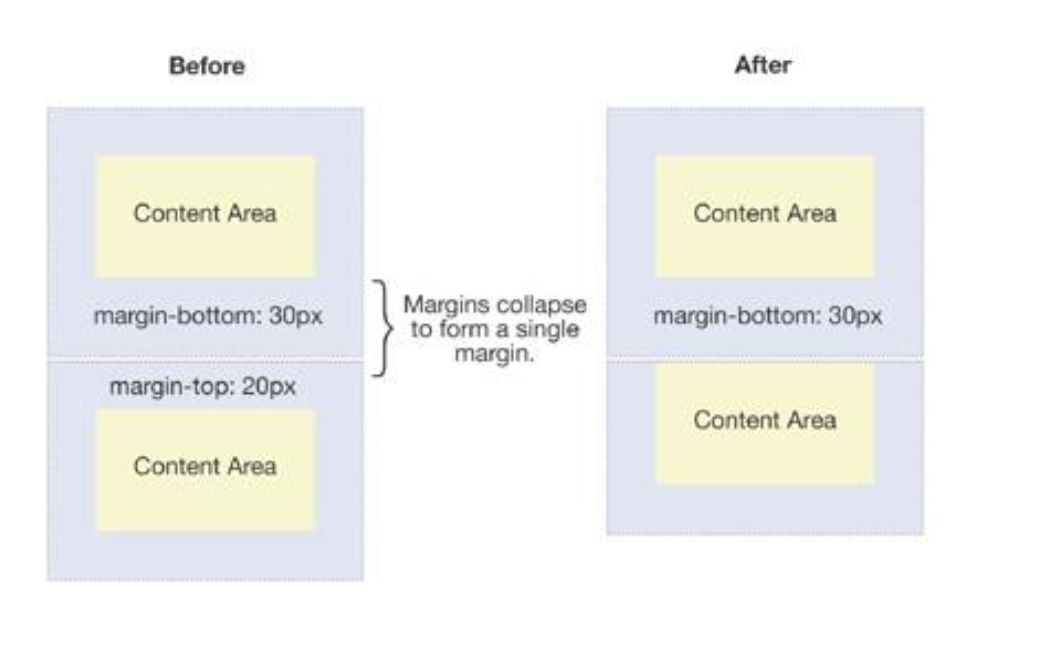 Before
After
Content Area
Content Area
margin-bottom: 30px
Margins collapse
to form a single
margin.
margin-bottom: 30px
margin-top: 20px
Content Area
Content Area